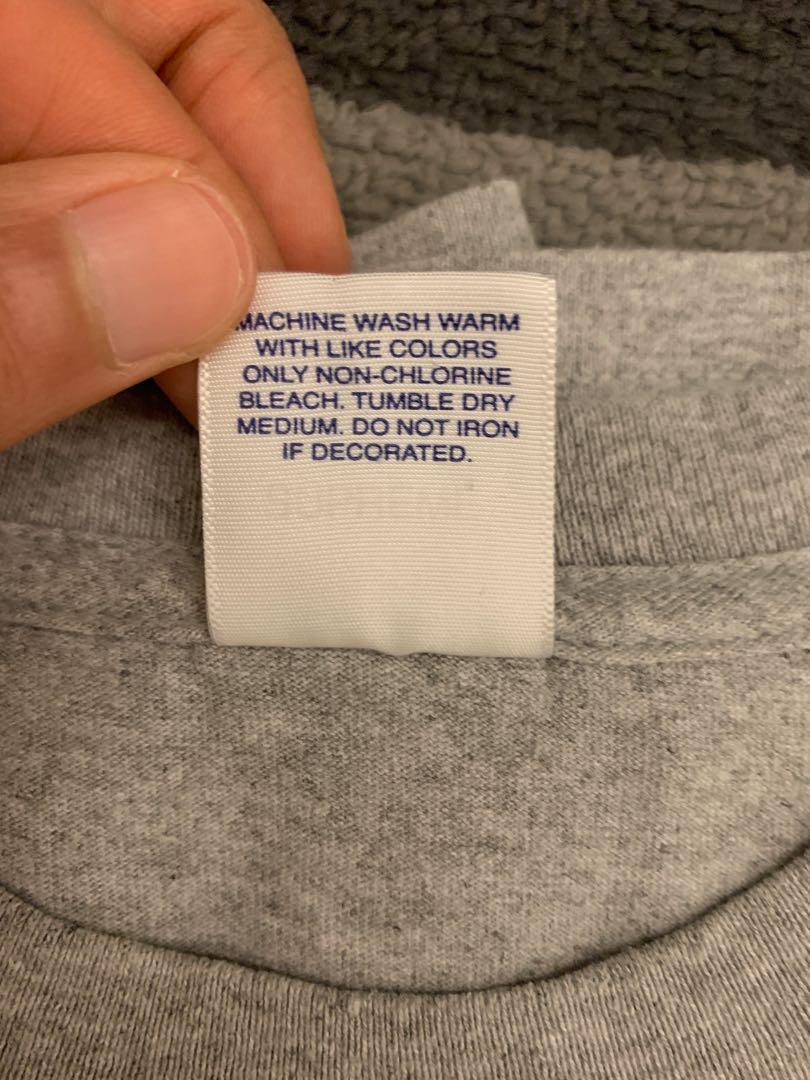 MACHINE WASH WARM
WITH LIKE COLORS
ONLY NON-CHLORINE
BLEACH. TUMBLE DRY
MEDIUM. DO NOT IRON
IF DECORATED.